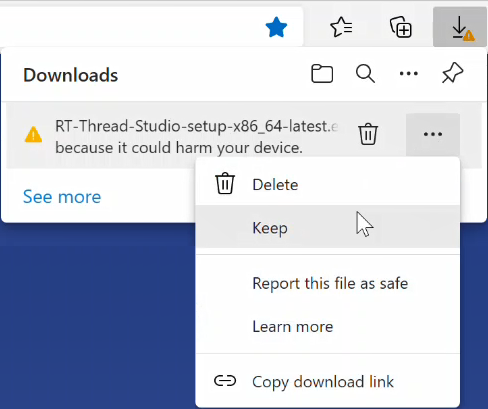 Downloads
RT-Thread-Studio-setup-x86_64-latest.e
because it could harm your device.
See more
Delete
Keep
Report this file as safe
Learn more
Copy download link